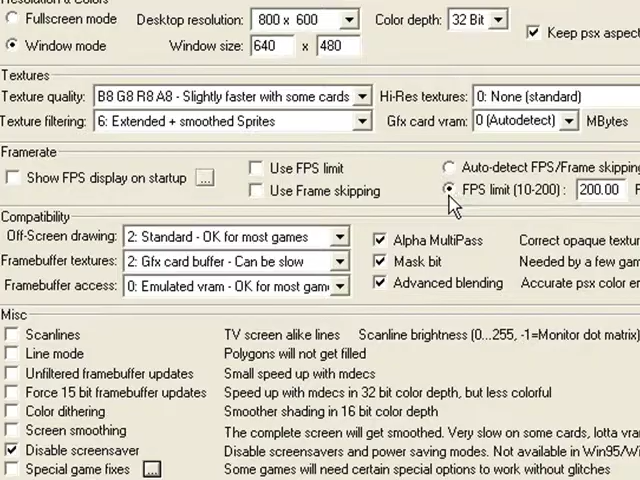 Resolution & Colors
Fullscreen mode Desktop resolution: 800 x 600 Color depth: 32 Bit
Window mode Window size: 640 x 480 Keep psx aspect
Textures
Texture quality: B8 G8 R8 A8 - Slightly faster with some cards Hi-Res textures: 0: None (standard)
Texture filtering: 6: Extended + smoothed Sprites Gfx card vram: 0 (Autodetect) MBytes
Framerate
Show FPS display on startup ... Use FPS limit Auto-detect FPS/Frame skipping
Use Frame skipping FPS limit (10-200) : 200.00 F
Compatibility
Off-Screen drawing: 2: Standard - OK for most games Alpha MultiPass Correct opaque textur
Framebuffer textures: 2: Gfx card buffer - Can be slow Mask bit Needed by a few gam
Framebuffer access: 0: Emulated vram - OK for most gam Advanced blending Accurate psx color e
Misc
Scanlines TV screen alike lines Scanline brightness (0...255, -1=Monitor dot matrix)
Line mode Polygons will not get filled
Unfiltered framebuffer updates Small speed up with mdecs
Force 15 bit framebuffer updates Speed up with mdecs in 32 bit color depth, but less colorful
Color dithering Smoother shading in 16 bit color depth
Screen smoothing The complete screen will get smoothed. Very slow on some cards, lotta vra
Disable screensaver Disable screensavers and power saving modes. Not available in Win95/Wi
Special game fixes ... Some games will need certain special options to work without glitches